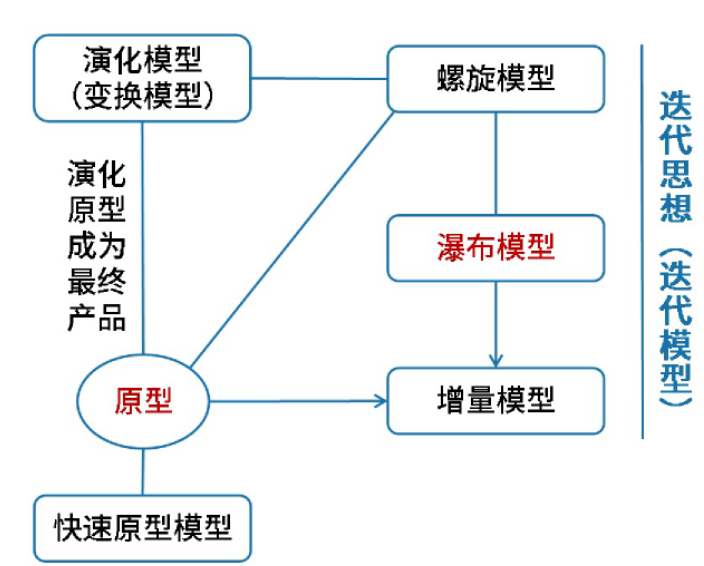 演化模型
（变换模型）
螺旋模型
演化
原型
成为
最终
产品
瀑布模型
原型
增量模型
快速原型模型
迭代思想（迭代模型）